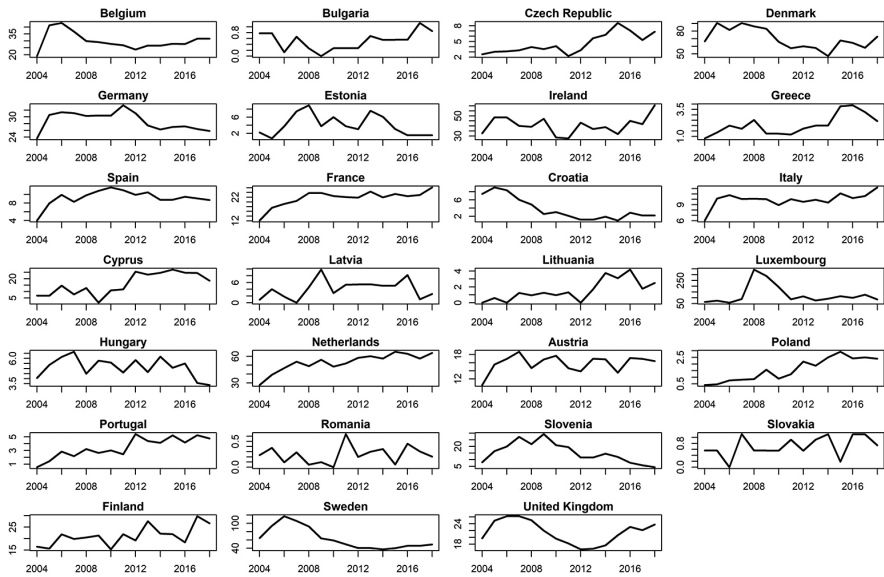 Belgium Bulgaria Czech Republic Denmark
20 35 0.0 0.8 2 4 6 8 50 80
2004 2008 2012 2016 2004 2008 2012 2016 2004 2008 2012 2016 2004 2008 2012 2016
Germany Estonia Ireland Greece
24 30 2 6 30 40 50 1.0 3.5
2004 2008 2012 2016 2004 2008 2012 2016 2004 2008 2012 2016 2004 2008 2012 2016
Spain France Croatia Italy
4 8 12 22 2 6 6 9
2004 2008 2012 2016 2004 2008 2012 2016 2004 2008 2012 2016 2004 2008 2012 2016
Cyprus Latvia Lithuania Luxembourg
5 20 0 6 0 2 4 50 250
2004 2008 2012 2016 2004 2008 2012 2016 2004 2008 2012 2016 2004 2008 2012 2016
Hungary Netherlands Austria Poland
3.5 6.0 30 60 12 18 0.5 2.5
2004 2008 2012 2016 2004 2008 2012 2016 2004 2008 2012 2016 2004 2008 2012 2016
Portugal Romania Slovenia Slovakia
1 3 5 0.0 0.5 5 20 0.0 0.8
2004 2008 2012 2016 2004 2008 2012 2016 2004 2008 2012 2016 2004 2008 2012 2016
Finland Sweden United Kingdom
15 25 40 100 18 24
2004 2008 2012 2016 2004 2008 2012 2016 2004 2008 2012 2016